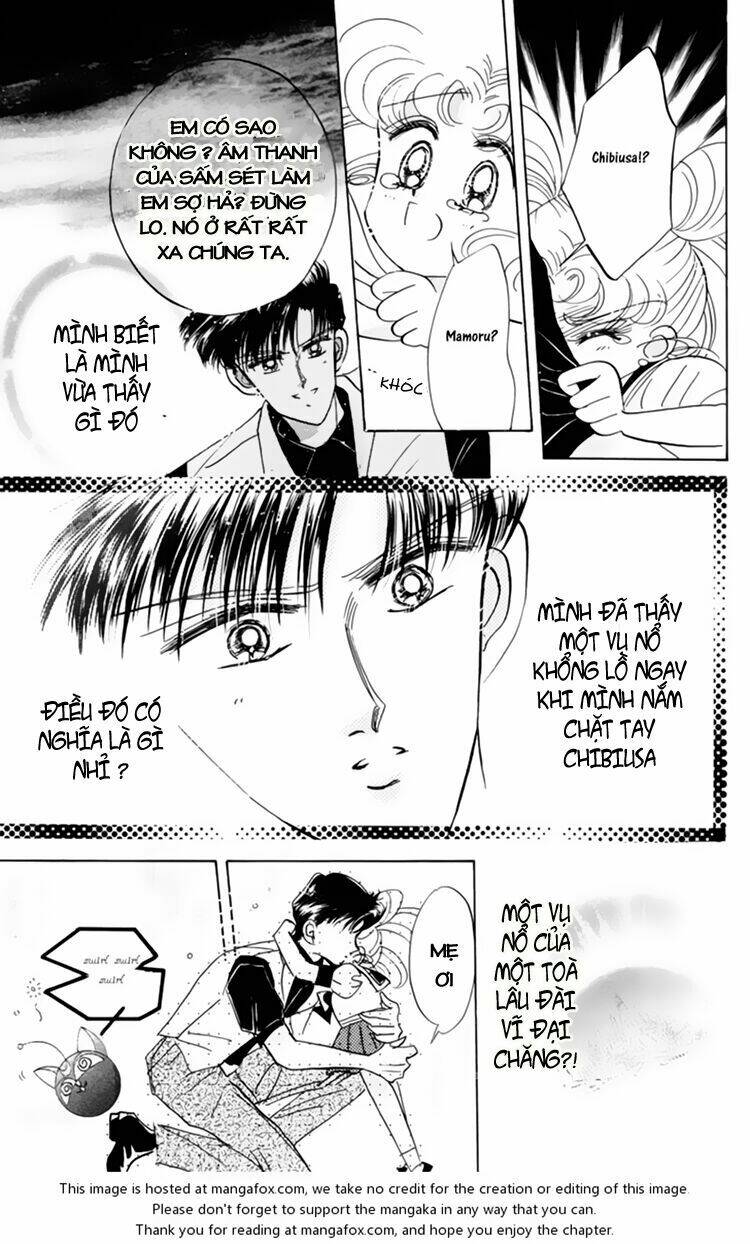 Chibiusa!?
Mamoru?
KHÓC
EM CÓ SAO
KHÔNG ? ÂM THANH
CỦA SẤM SÉT LÀM
EM SỢ HẢ? ĐỪNG
LO. NÓ Ở RẤT RẤT
XA CHÚNG TA.
MÌNH BIẾT
LÀ MÌNH
VỪA THẤY
GÌ ĐÓ
MÌNH ĐÃ THẤY
MỘT VỤ NỔ
KHỔNG LỒ NGAY
KHI MÌNH NẮM
CHẶT TAY
CHIBIUSA
ĐIỀU ĐÓ CÓ
NGHĨA LÀ GÌ
NHỈ ?
MỘT VỤ
NỔ CỦA
MỘT TOÀ
LÂU ĐÀI
VĨ ĐẠI
CHĂNG?!
MẸ
ƠI
This image is hosted at mangafox.com, we take no credit for the creation or editing of this image.
Please don't forget to support the mangaka in any way that you can.
Thank you for reading at mangafox.com, and hope you enjoy the chapter.